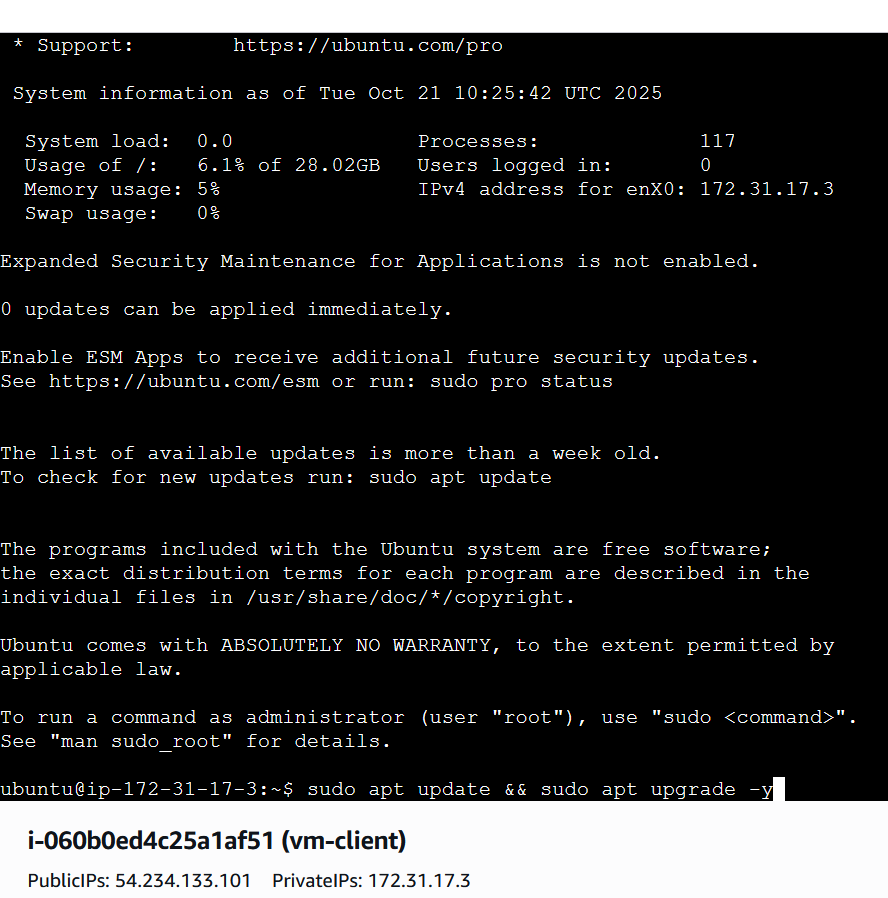 * Support: https://ubuntu.com/pro
System information as of Tue Oct 21 10:25:42 UTC 2025
System load: 0.0 Processes: 117
Usage of /: 6.1% of 28.02GB Users logged in: 0
Memory usage: 5% IPv4 address for enX0: 172.31.17.3
Swap usage: 0%
Expanded Security Maintenance for Applications is not enabled.
0 updates can be applied immediately.
Enable ESM Apps to receive additional future security updates.
See https://ubuntu.com/esm or run: sudo pro status
The list of available updates is more than a week old.
To check for new updates run: sudo apt update
The programs included with the Ubuntu system are free software;
the exact distribution terms for each program are described in the
individual files in /usr/share/doc/*/copyright.
Ubuntu comes with ABSOLUTELY NO WARRANTY, to the extent permitted by
applicable law.
To run a command as administrator (user "root"), use "sudo <command>".
See "man sudo_root" for details.
ubuntu@ip-172-31-17-3:~$ sudo apt update && sudo apt upgrade -y
i-060b0ed4c25a1af51 (vm-client)
PublicIPs: 54.234.133.101 PrivateIPs: 172.31.17.3